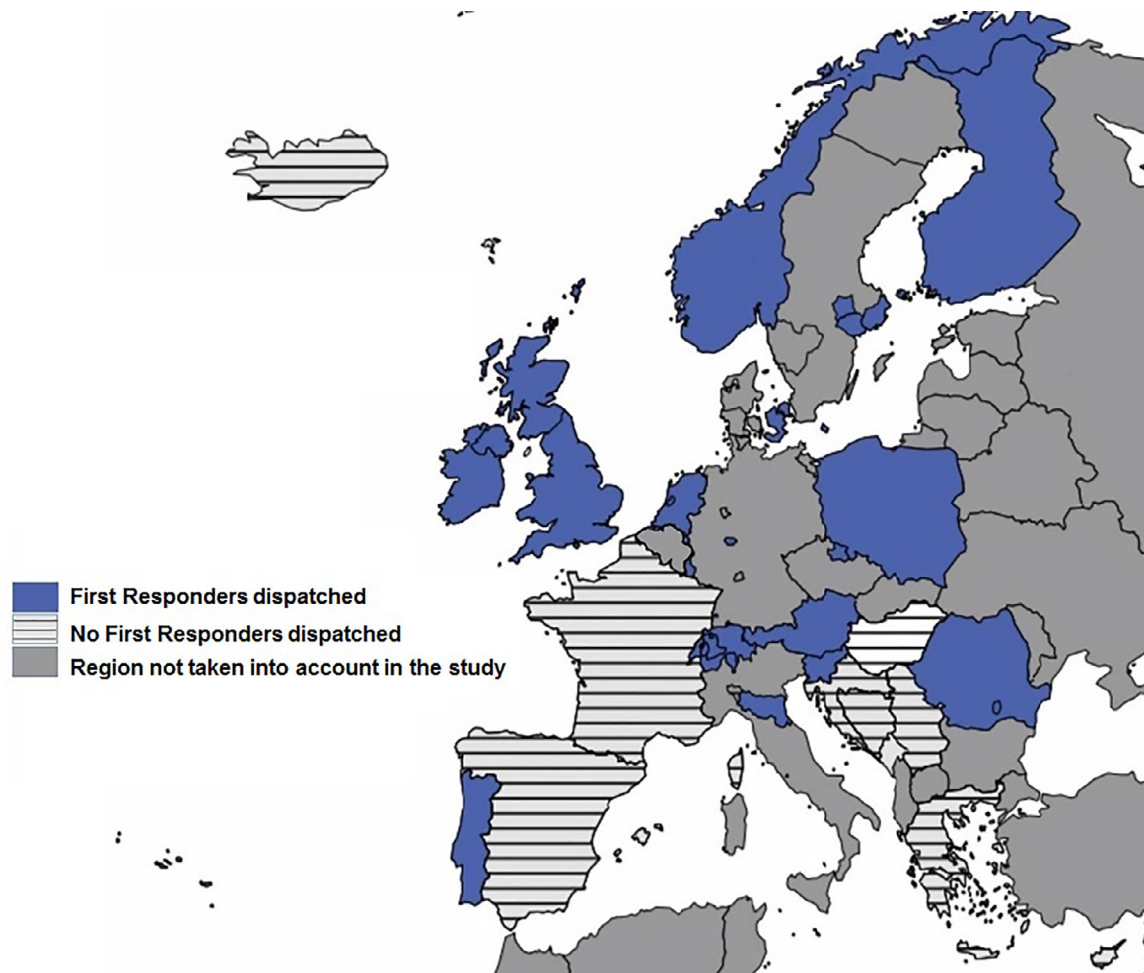 First Responders dispatched
No First Responders dispatched
Region not taken into account in the study